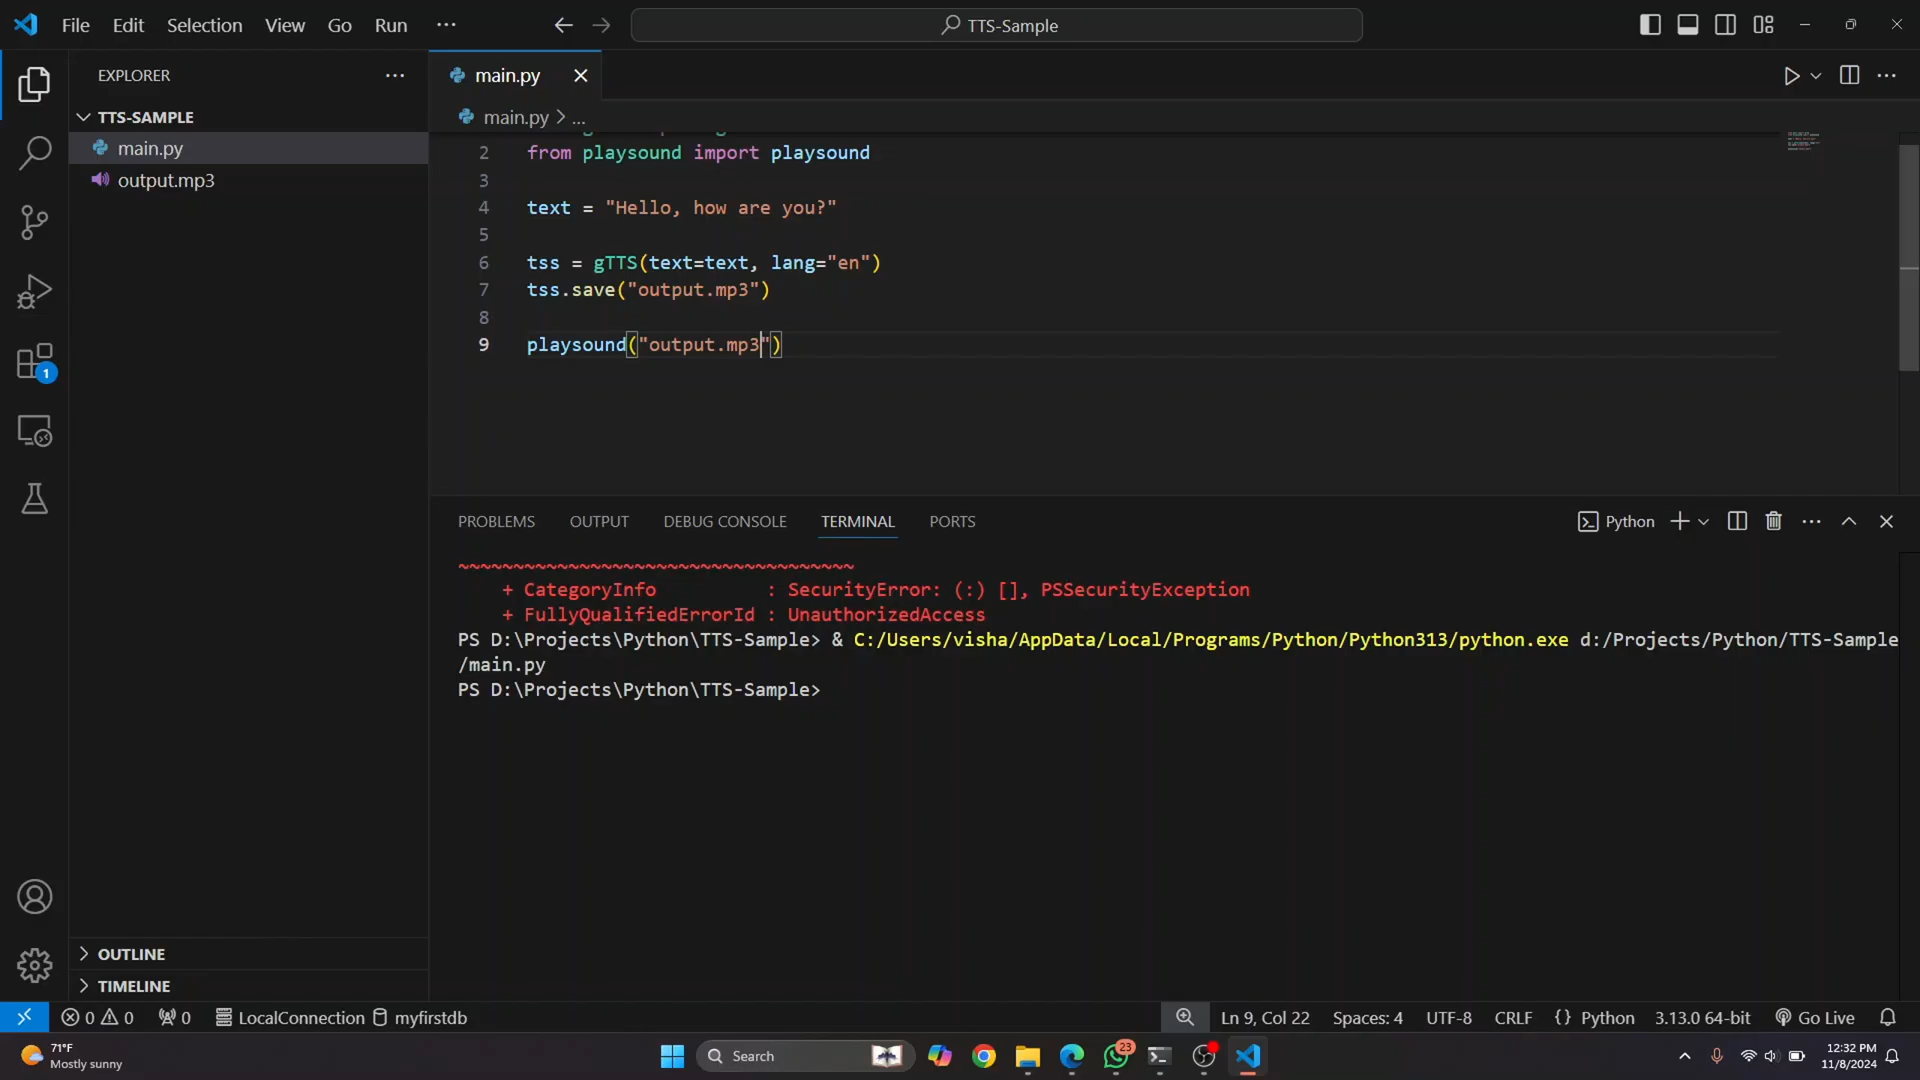 File Edit Selection View Go Run ···
TTS-Sample
EXPLORER
main.py
TTS-SAMPLE
main.py
output.mp3
main.py > ...
2 from playsound import playsound
3
4 text = "Hello, how are you?"
5
6 tss = gTTS(text=text, lang="en")
7 tss.save("output.mp3")
8
9 playsound("output.mp3")
PROBLEMS OUTPUT DEBUG CONSOLE TERMINAL PORTS
Python
~~~~~~~~~~~~~~~~~~~~~~~~~~~~~~~~~~~~
+ CategoryInfo : SecurityError: (:) [], PSSecurityException
+ FullyQualifiedErrorId : UnauthorizedAccess
PS D:\Projects\Python\TTS-Sample> & C:/Users/visha/AppData/Local/Programs/Python/Python313/python.exe d:/Projects/Python/TTS-Sample
/main.py
PS D:\Projects\Python\TTS-Sample>
1
OUTLINE
TIMELINE
0 0 0 LocalConnection myfirstdb
Ln 9, Col 22 Spaces: 4 UTF-8 CRLF {} Python 3.13.0 64-bit Go Live
71°F
Mostly sunny
Search
23
12:32 PM
11/8/2024